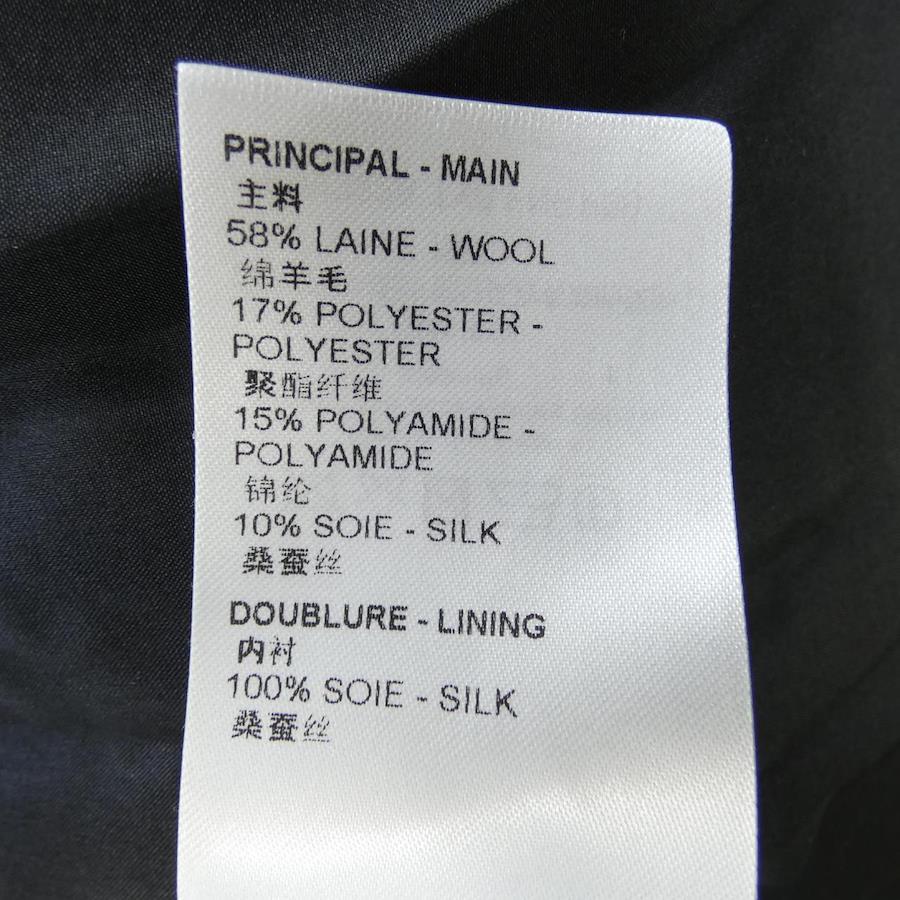 PRINCIPAL - MAIN
主料
58% LAINE - WOOL
绵羊毛
17% POLYESTER -
POLYESTER
聚酯纤维
15% POLYAMIDE -
POLYAMIDE
锦纶
10% SOIE - SILK
桑蚕丝
DOUBLURE - LINING
内衬
100% SOIE - SILK
桑蚕丝